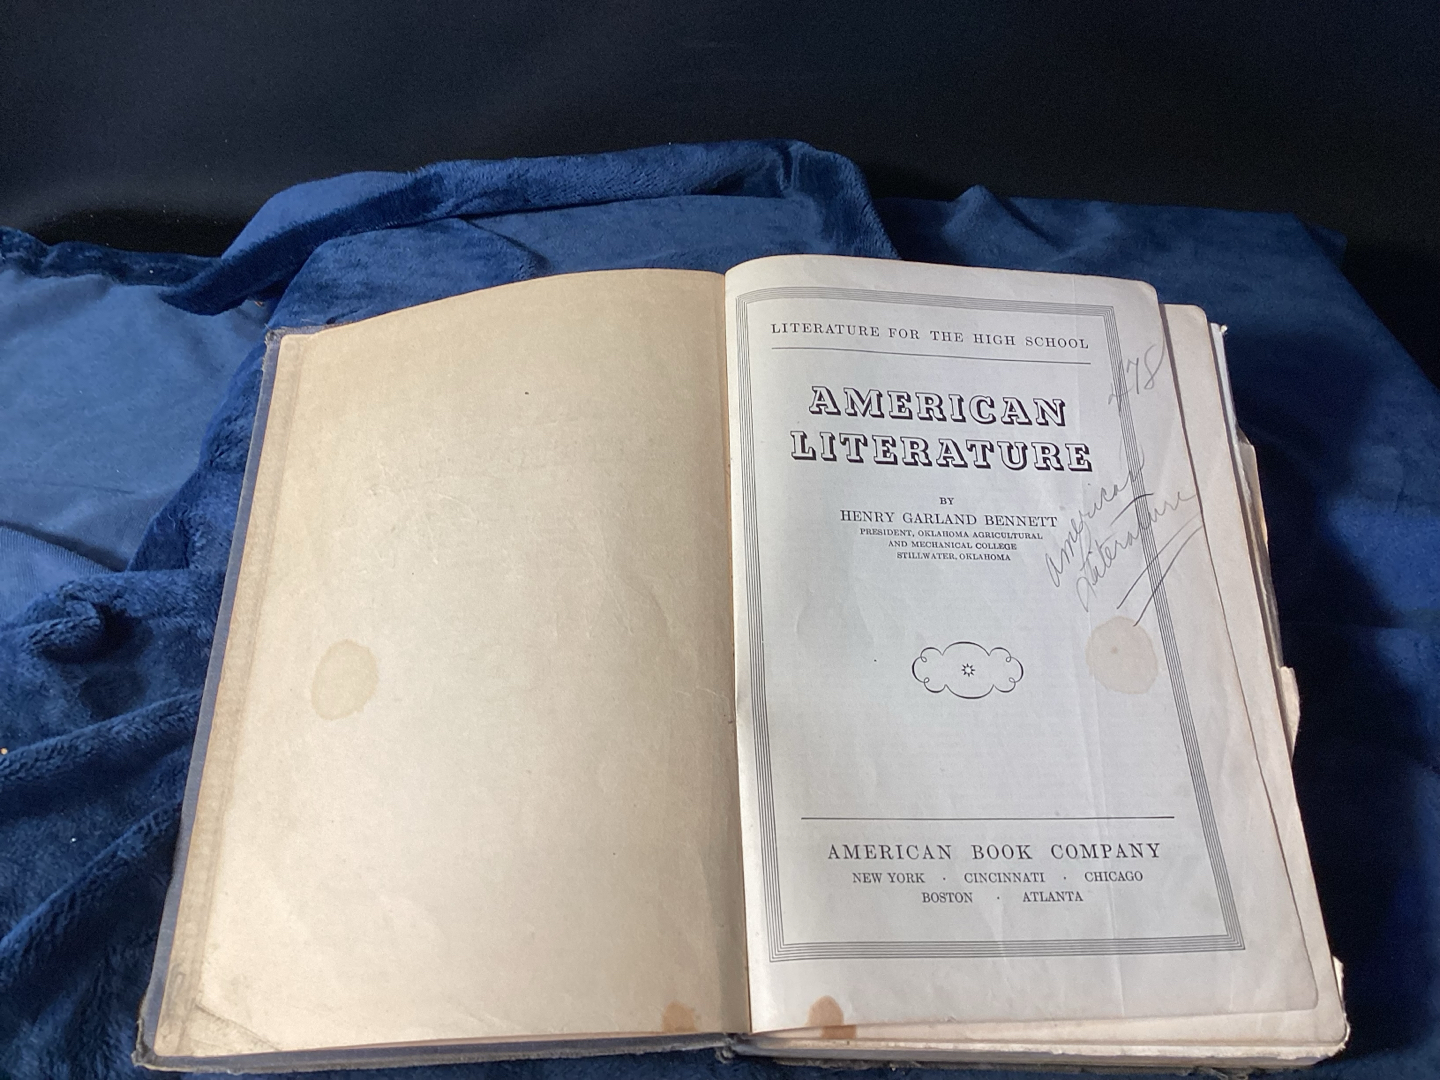 LITERATURE FOR THE HIGH SCHOOL
AMERICAN
LITERATURE
BY
HENRY GARLAND BENNETT
PRESIDENT, OKLAHOMA AGRICULTURAL
AND MECHANICAL COLLEGE
STILLWATER, OKLAHOMA
478
American
Literature
AMERICAN BOOK COMPANY
NEW YORK · CINCINNATI · CHICAGO
BOSTON · ATLANTA